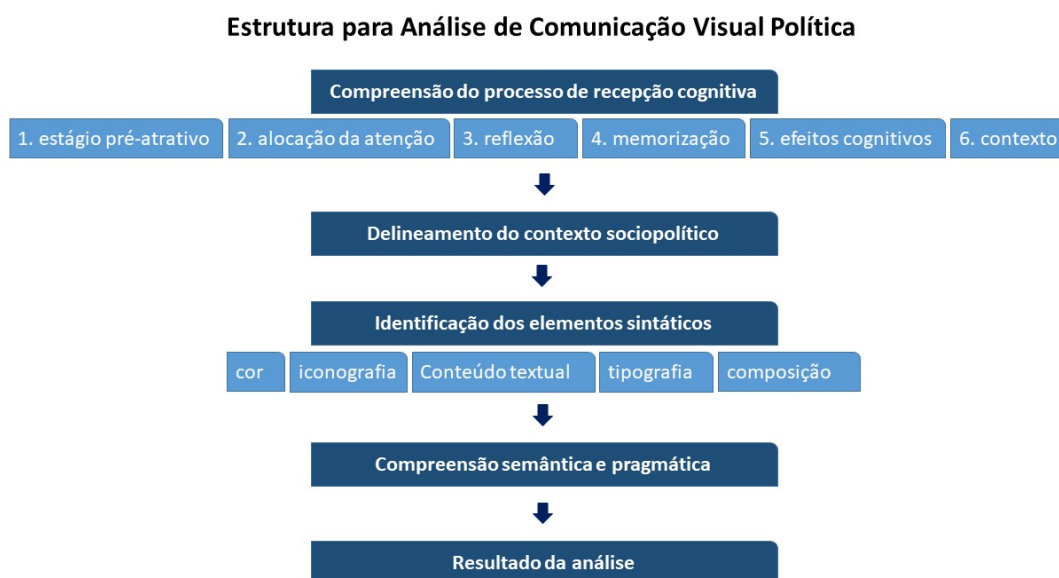 Estrutura para Análise de Comunicação Visual Política
Compreensão do processo de recepção cognitiva
1. estágio pré-atrativo 2. alocação da atenção 3. reflexão 4. memorização 5. efeitos cognitivos 6. contexto
Delineamento do contexto sociopolítico
Identificação dos elementos sintáticos
cor iconografia Conteúdo textual tipografia composição
Compreensão semântica e pragmática
Resultado da análise